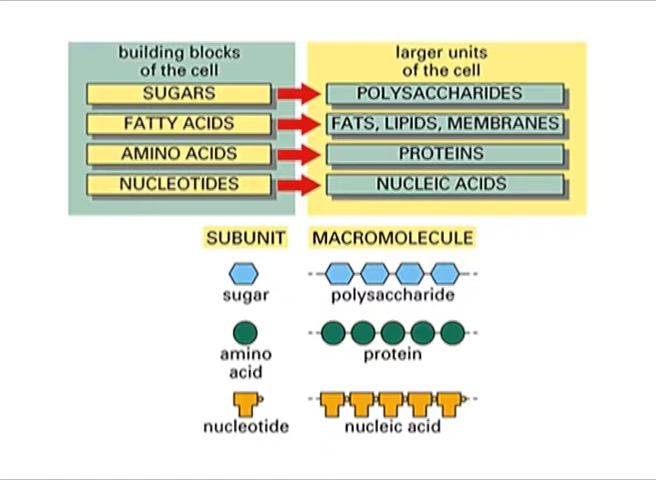 building blocks
of the cell
larger units
of the cell
SUGARS
POLYSACCHARIDES
FATTY ACIDS
FATS, LIPIDS, MEMBRANES
AMINO ACIDS
PROTEINS
NUCLEOTIDES
NUCLEIC ACIDS
SUBUNIT
MACROMOLECULE
sugar
polysaccharide
amino
acid
protein
nucleotide
nucleic acid